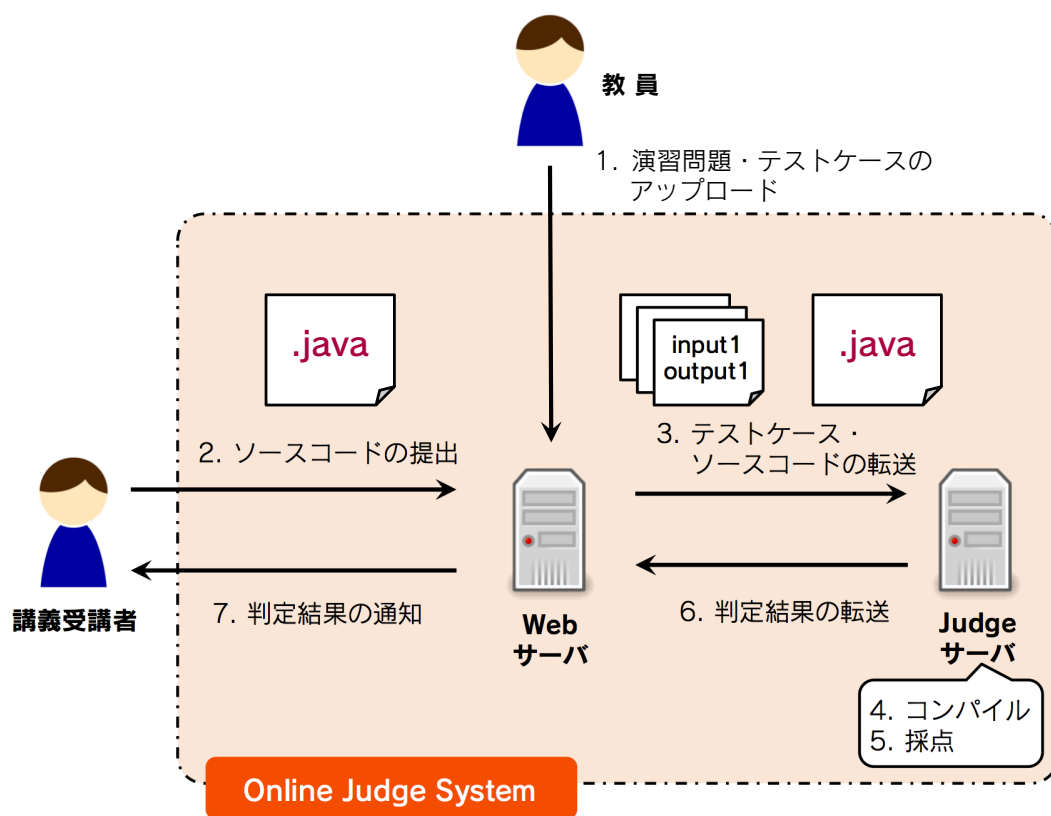 教 員
1. 演習問題・テストケースの
アップロード
.java
input1
output1
.java
2. ソースコードの提出
3. テストケース・
ソースコードの転送
講義受講者
7. 判定結果の通知
Web
サーバ
6. 判定結果の転送
Judge
サーバ
4. コンパイル
5. 採点
Online Judge System